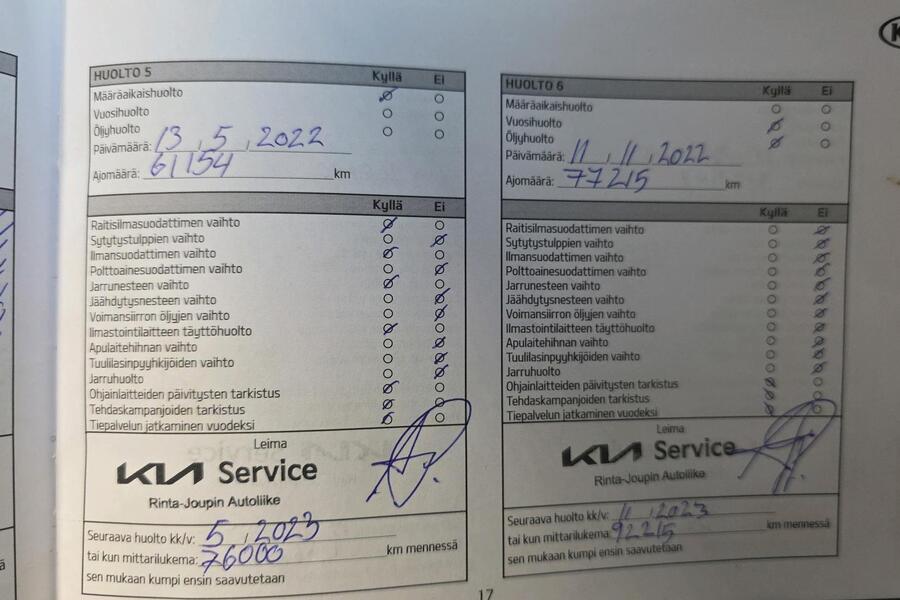 HUOLTO 5
Kyllä Ei
Määräaikaishuolto
Vuosihuolto
Öljyhuolto
Päivämäärä: 13 . 5 . 2022
Ajomäärä: 61154 km
Kyllä Ei
Raitisilmasuodattimen vaihto
Sytytystulppien vaihto
Ilmansuodattimen vaihto
Polttoainesuodattimen vaihto
Jarrunesteen vaihto
Jäähdytysnesteen vaihto
Voimansiirron öljyjen vaihto
Ilmastointilaitteen täyttöhuolto
Apulaitehihnan vaihto
Tuulilasinpyyhkijöiden vaihto
Jarruhuolto
Ohjainlaitteiden päivitysten tarkistus
Tehdaskampanjoiden tarkistus
Tiepalvelun jatkaminen vuodeksi
Leima
KIA Service
Rinta-Joupin Autoliike
Seuraava huolto kk/v: 5 . 2023
tai kun mittarilukema: 76000 km mennessä
sen mukaan kumpi ensin saavutetaan
HUOLTO 6
Kyllä Ei
Määräaikaishuolto
Vuosihuolto
Öljyhuolto
Päivämäärä: 11 . 11 . 2022
Ajomäärä: 77215 km
Kyllä Ei
Raitisilmasuodattimen vaihto
Sytytystulppien vaihto
Ilmansuodattimen vaihto
Polttoainesuodattimen vaihto
Jarrunesteen vaihto
Jäähdytysnesteen vaihto
Voimansiirron öljyjen vaihto
Ilmastointilaitteen täyttöhuolto
Apulaitehihnan vaihto
Tuulilasinpyyhkijöiden vaihto
Jarruhuolto
Ohjainlaitteiden päivitysten tarkistus
Tehdaskampanjoiden tarkistus
Tiepalvelun jatkaminen vuodeksi
Leima
KIA Service
Rinta-Joupin Autoliike
Seuraava huolto kk/v: 11 . 2023
tai kun mittarilukema: 92215 km mennessä
sen mukaan kumpi ensin saavutetaan
17